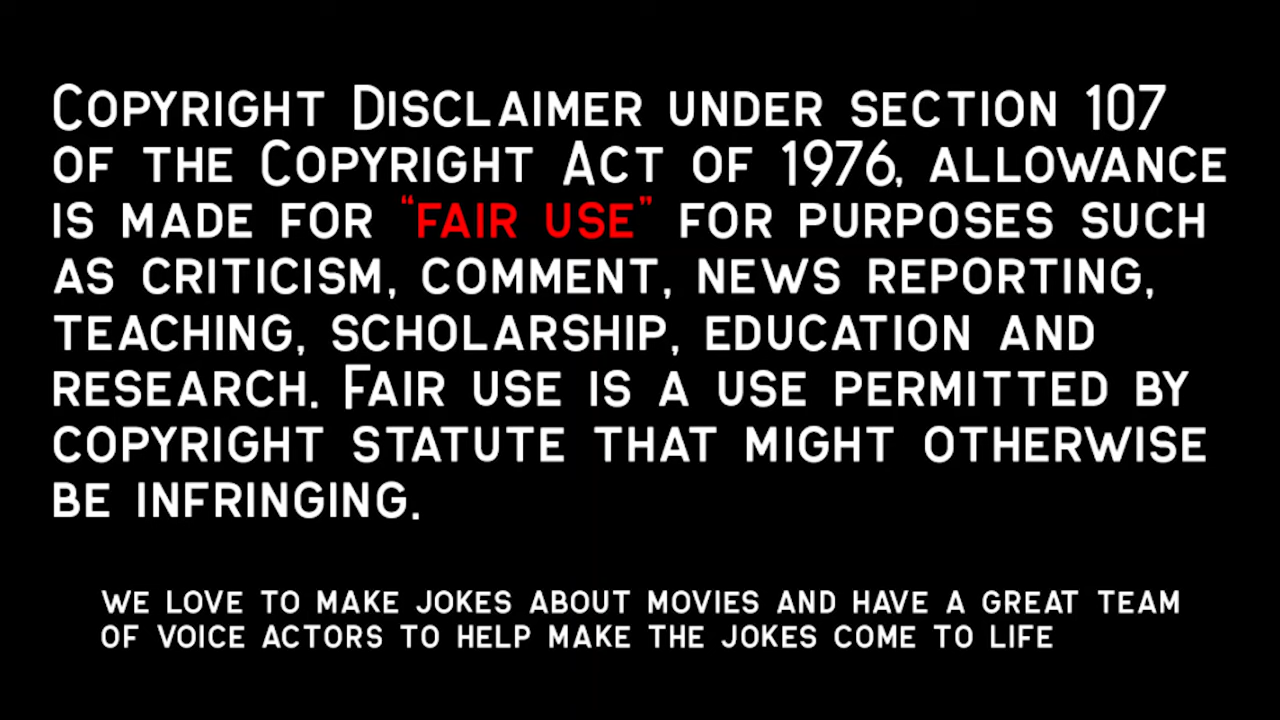 Copyright Disclaimer under section 107
of the Copyright Act of 1976, allowance
is made for “fair use” for purposes such
as criticism, comment, news reporting,
teaching, scholarship, education and
research. Fair use is a use permitted by
copyright statute that might otherwise
be infringing.
we love to make jokes about movies and have a great team
of voice actors to help make the jokes come to life